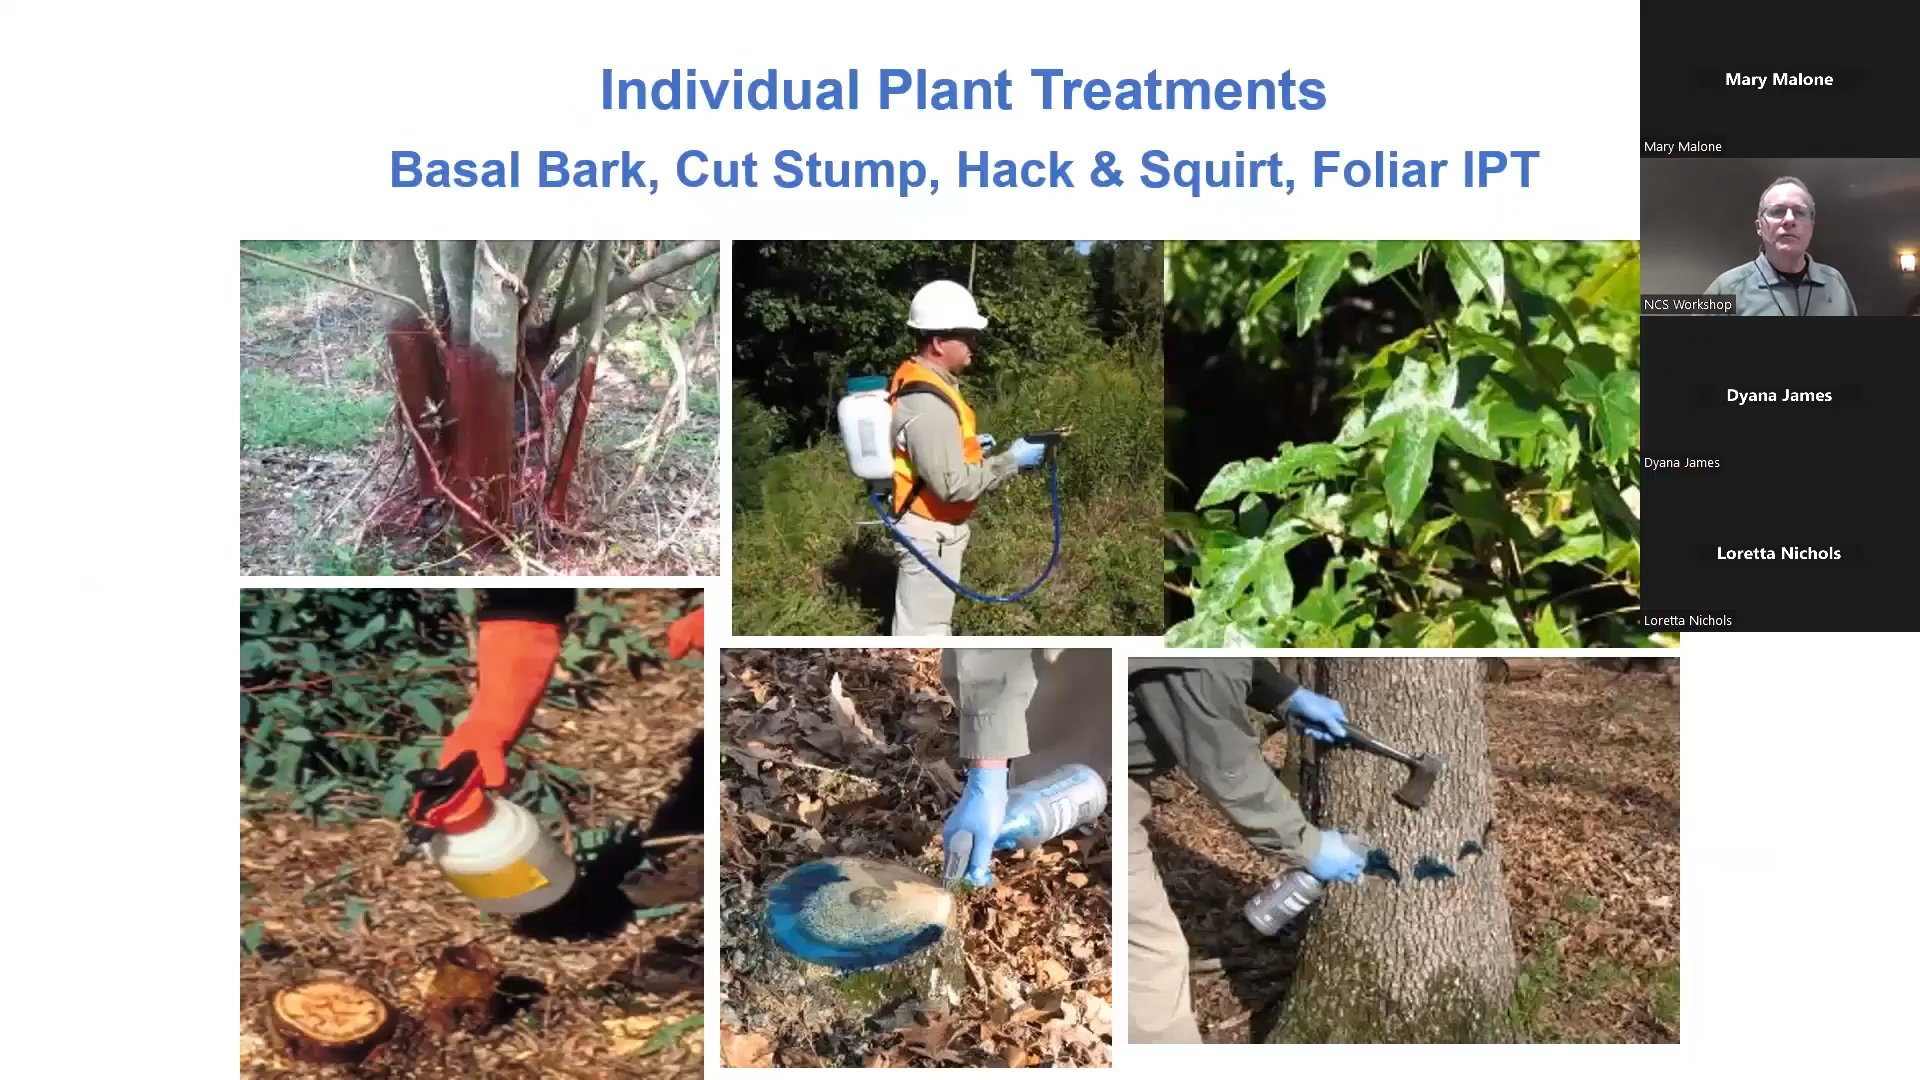 Individual Plant Treatments
Basal Bark, Cut Stump, Hack & Squirt, Foliar IPT
Mary Malone
Mary Malone
NCS Workshop
Dyana James
Dyana James
Loretta Nichols
Loretta Nichols